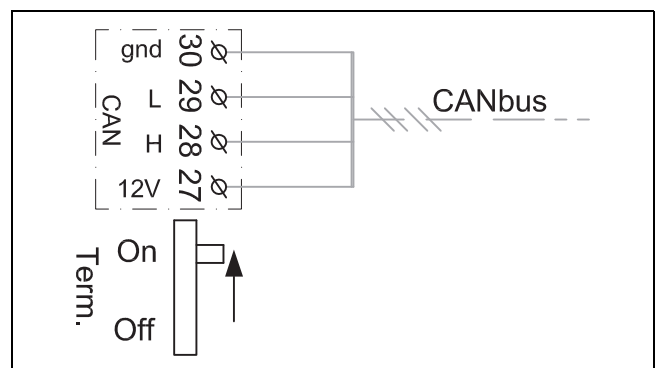 gnd 30
L 29
CAN
H 28
12V 27
CANbus
Term.
On
Off